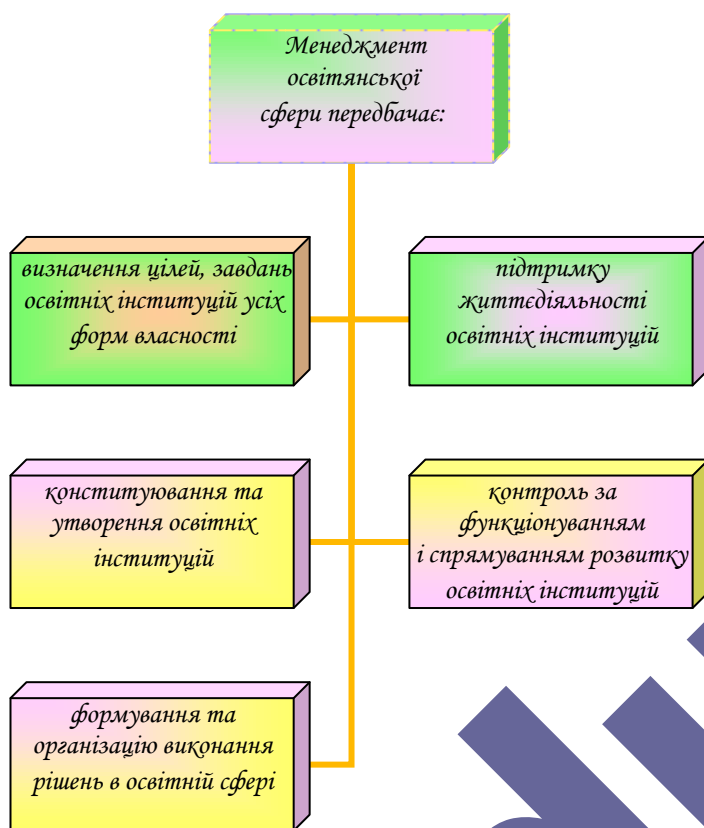 Менеджмент
освітянської
сфери передбачає:
визначення цілей, завдань
освітніх інституцій усіх
форм власності
підтримку
життєдіяльності
освітніх інституцій
конституювання та
утворення освітніх
інституцій
контроль за
функціонуванням
і спрямуванням розвитку
освітніх інституцій
формування та
організацію виконання
рішень в освітній сфері